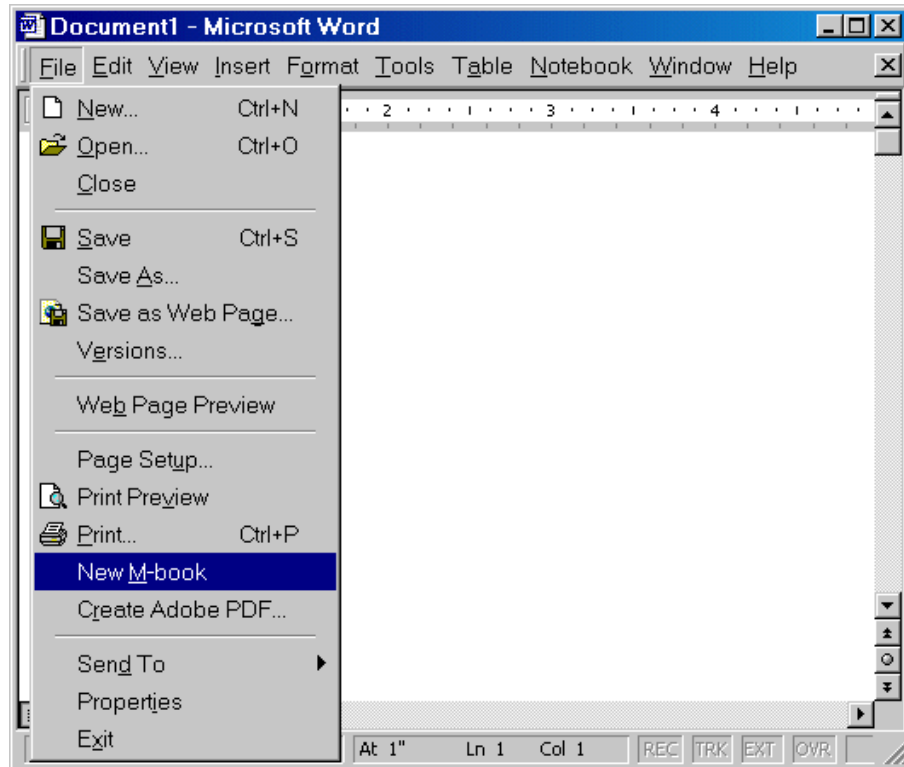 Document1 - Microsoft Word
File Edit View Insert Format Tools Table Notebook Window Help
2 3 4
New... Ctrl+N
Open... Ctrl+O
Close
Save Ctrl+S
Save As...
Save as Web Page...
Versions...
Web Page Preview
Page Setup...
Print Preview
Print... Ctrl+P
New M-book
Create Adobe PDF...
Send To
Properties
Exit
At 1" Ln 1 Col 1 REC TRK EXT OVR